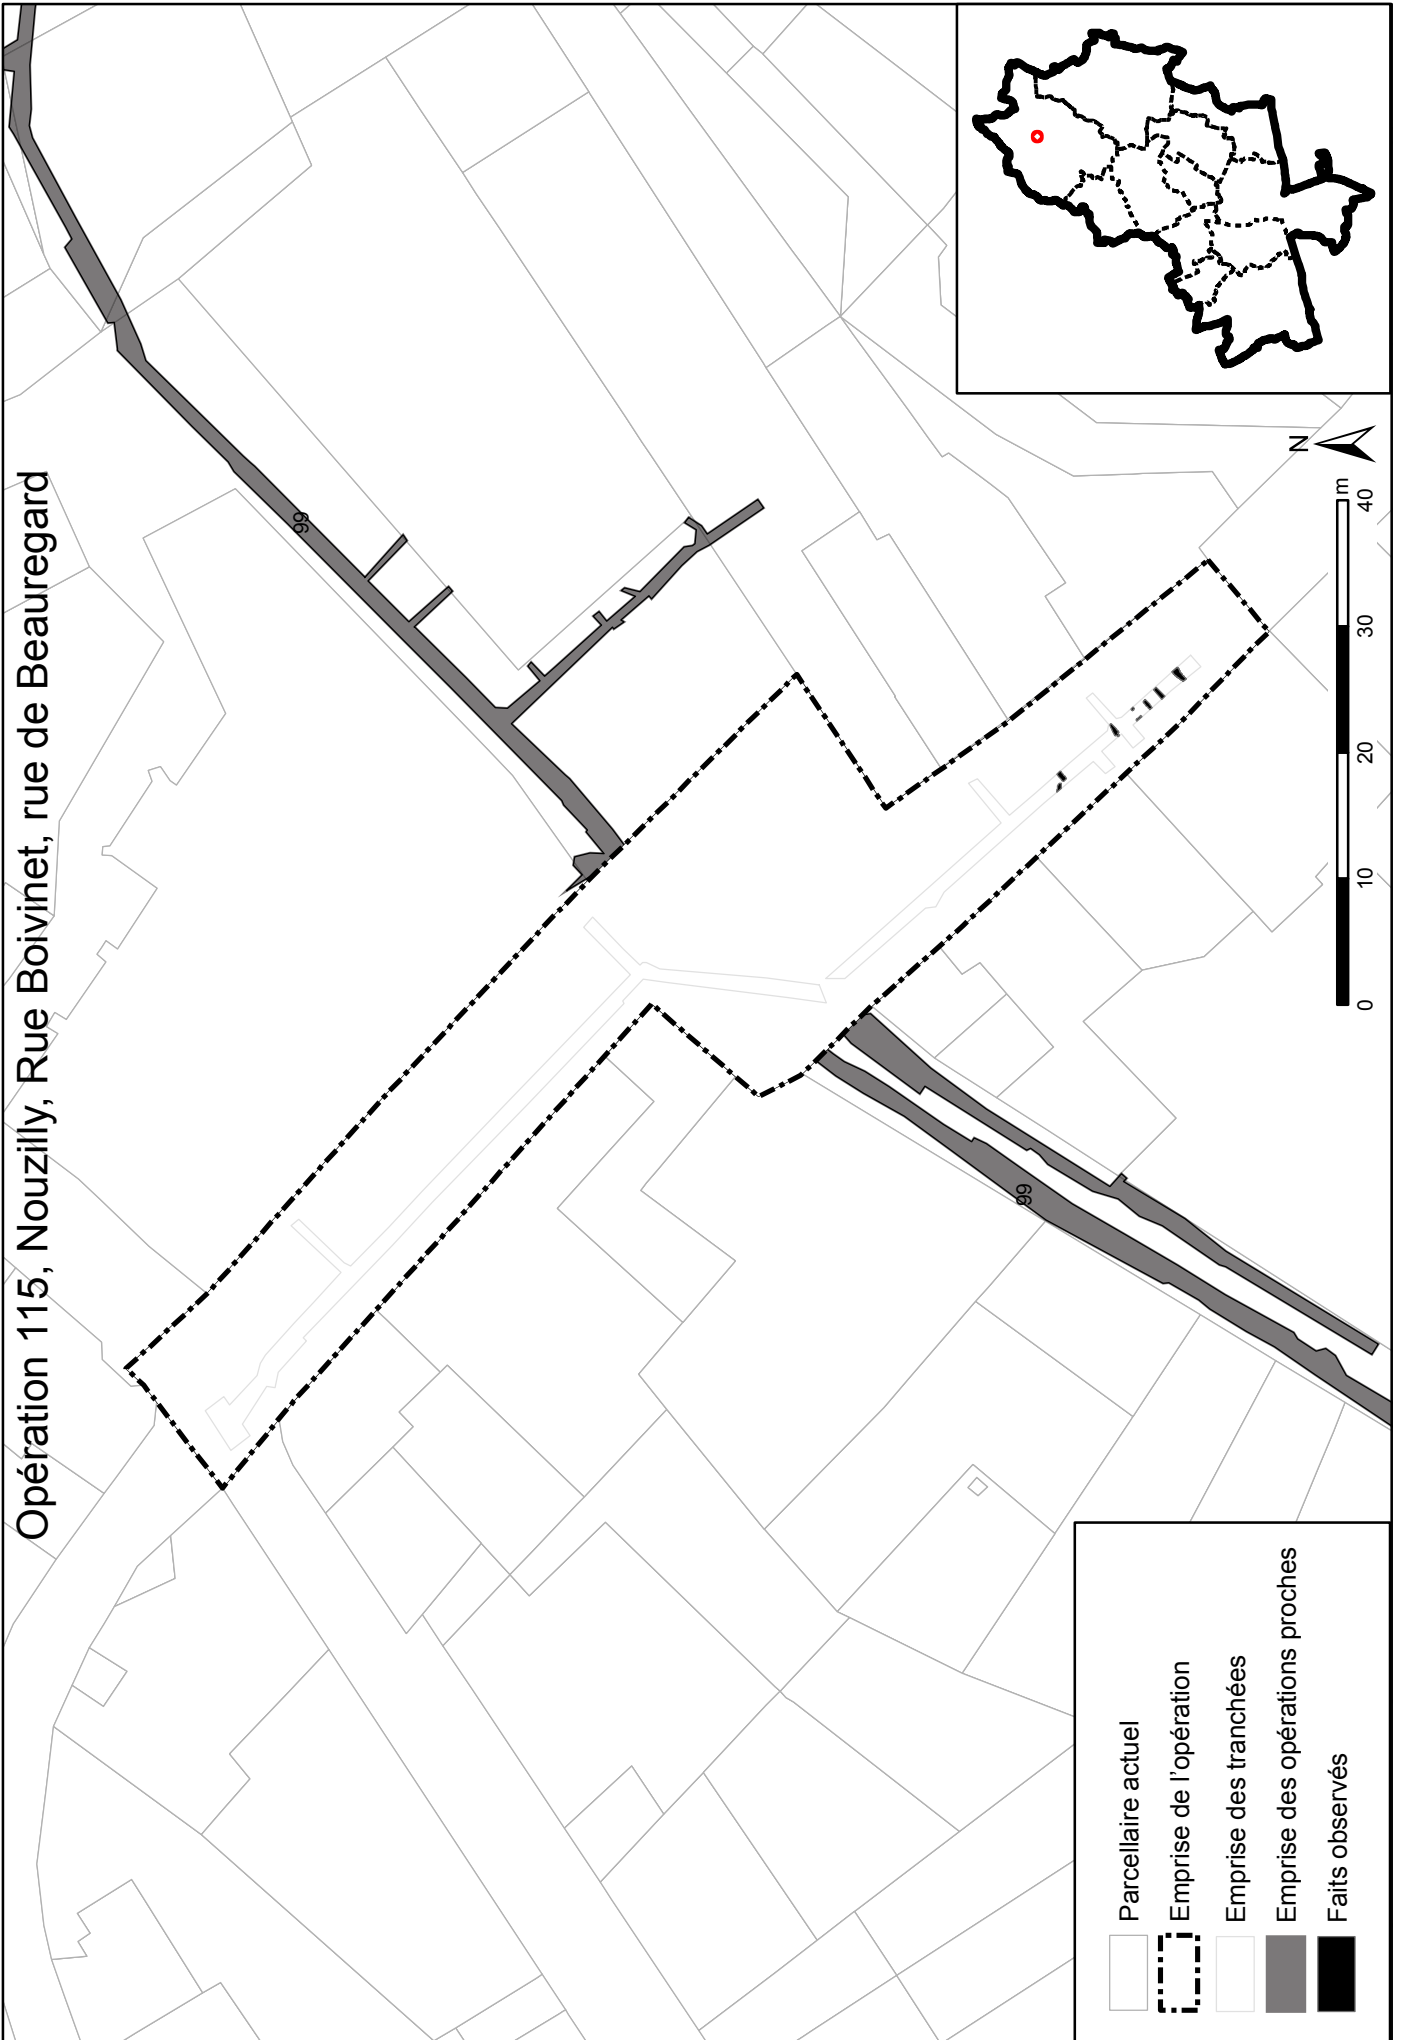 Opération 115, Nouzilly, Rue Boivinet, rue de Beauregard
99
99
N
0 10 20 30 40 m
Parcellaire actuel
Emprise de l'opération
Emprise des tranchées
Emprise des opérations proches
Faits observés